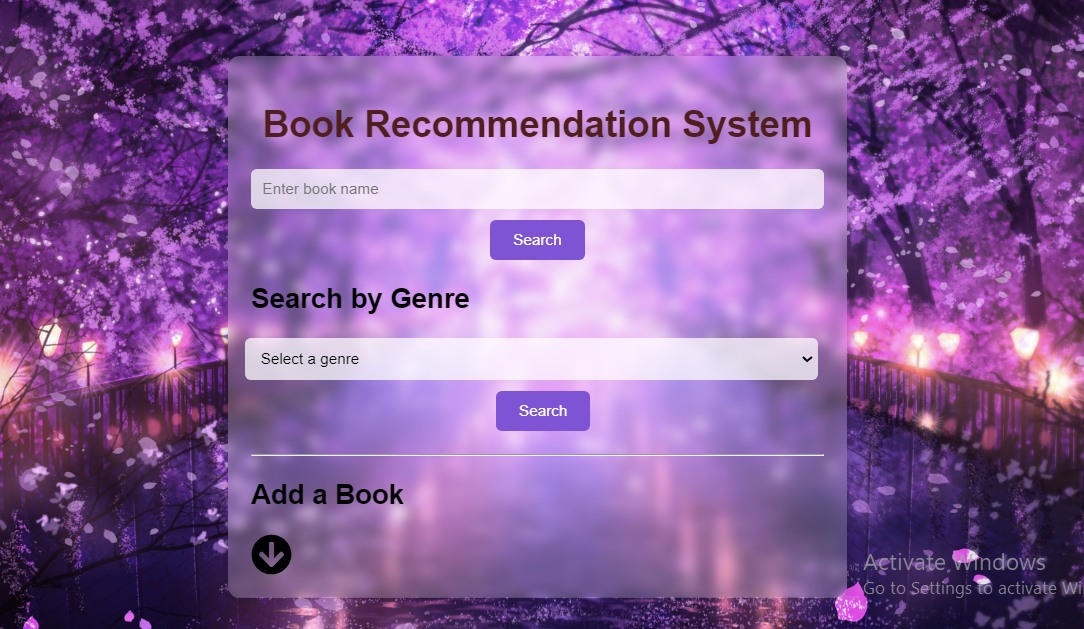 Book Recommendation System
Enter book name
Search
Search by Genre
Select a genre
Search
Add a Book
Activate Windows
Go to Settings to activate Wi